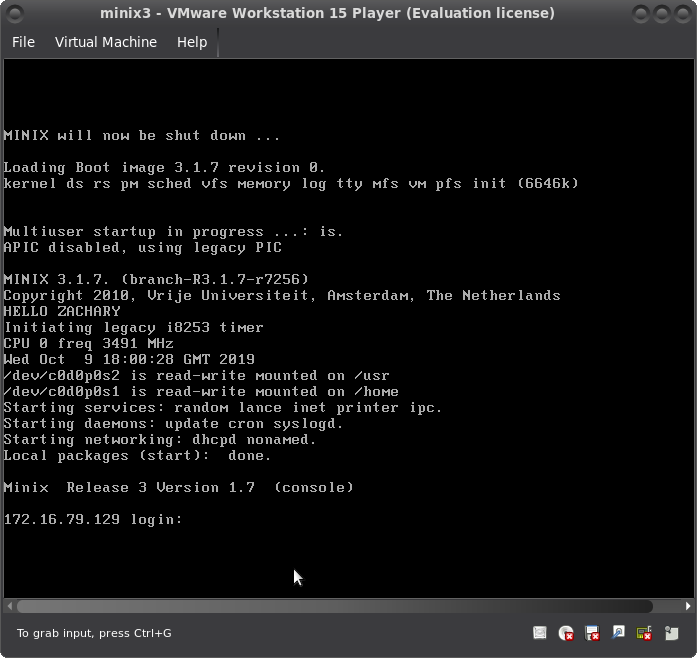 minix3 - VMware Workstation 15 Player (Evaluation license)
File Virtual Machine Help
MINIX will now be shut down ...
Loading Boot image 3.1.7 revision 0.
kernel ds rs pm sched vfs memory log tty mfs vm pfs init (6646k)
Multiuser startup in progress ...: is.
APIC disabled, using legacy PIC
MINIX 3.1.7. (branch-R3.1.7-r7256)
Copyright 2010, Vrije Universiteit, Amsterdam, The Netherlands
HELLO ZACHARY
Initiating legacy i8253 timer
CPU 0 freq 3491 MHz
Wed Oct  9 18:00:28 GMT 2019
/dev/c0d0p0s2 is read-write mounted on /usr
/dev/c0d0p0s1 is read-write mounted on /home
Starting services: random lance inet printer ipc.
Starting daemons: update cron syslogd.
Starting networking: dhcpd nonamed.
Local packages (start):  done.
Minix  Release 3 Version 1.7  (console)
172.16.79.129 login:
To grab input, press Ctrl+G